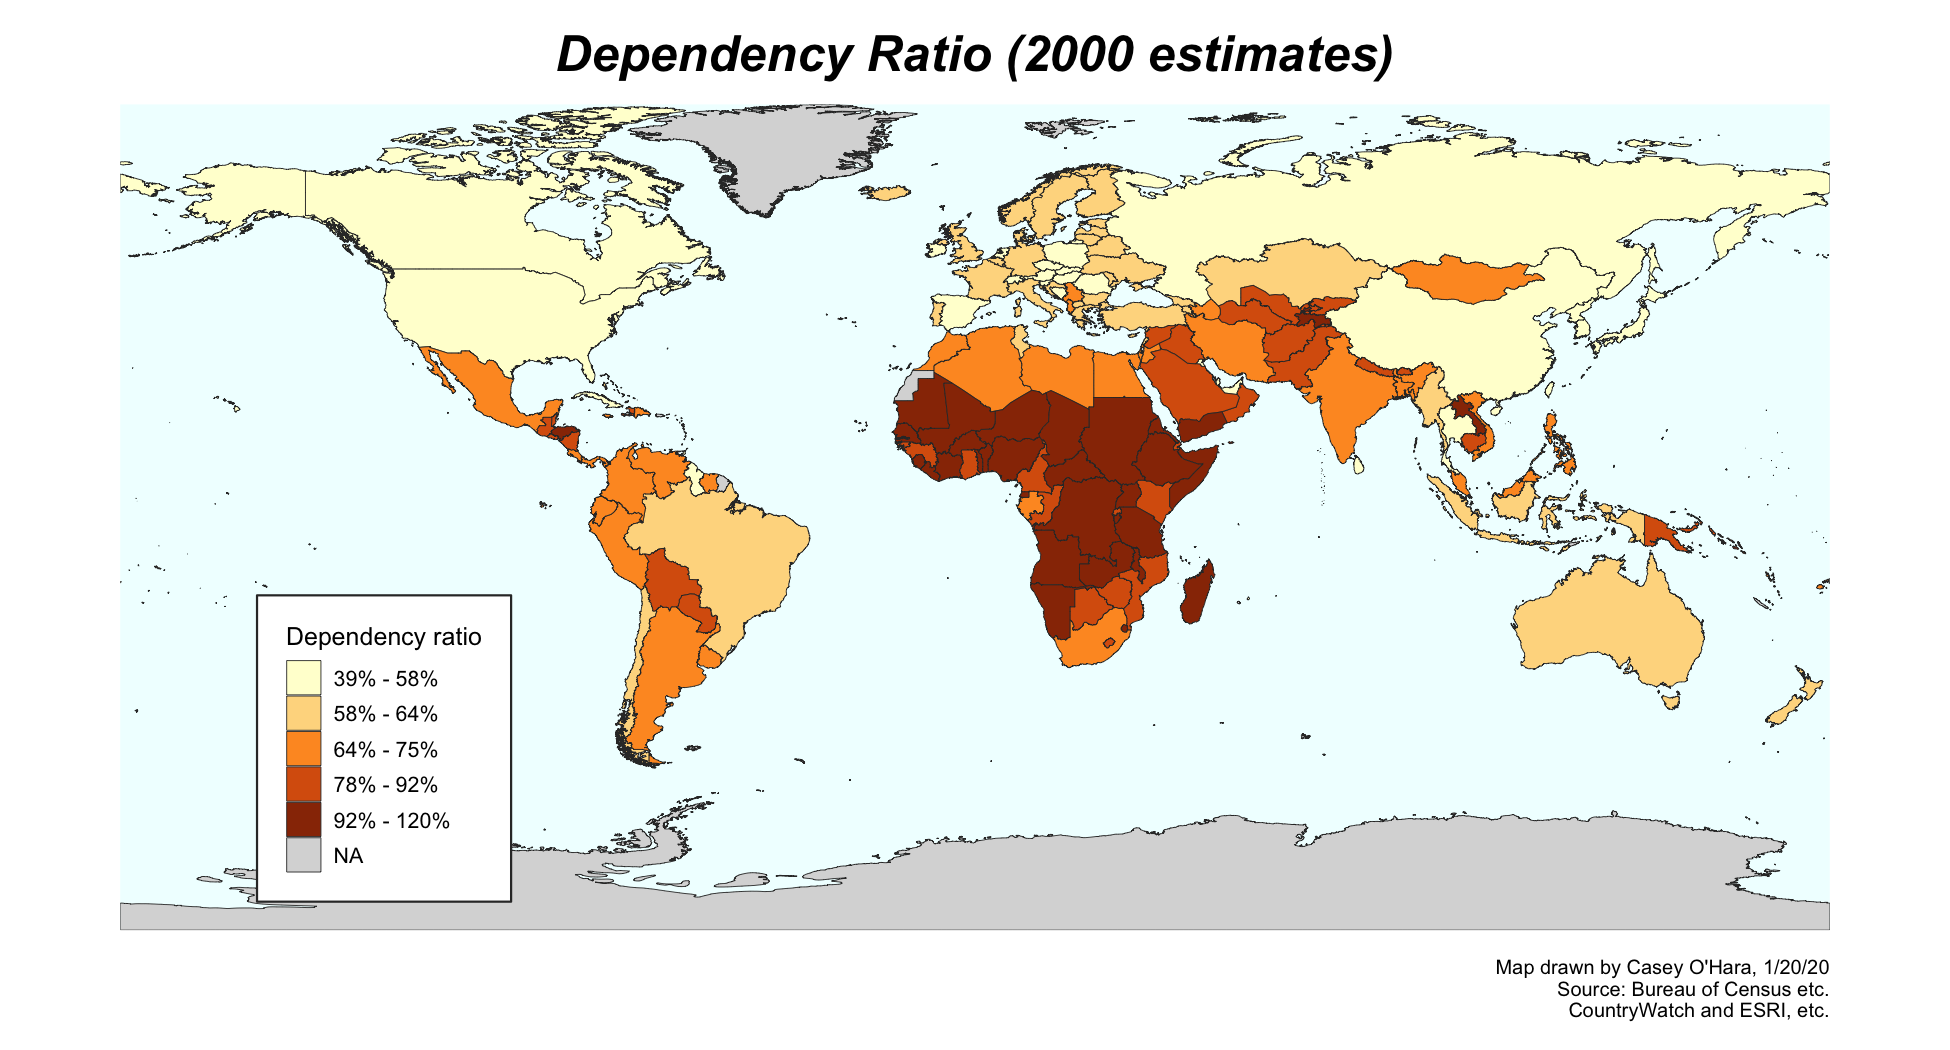 Dependency Ratio (2000 estimates)
Dependency ratio
39% - 58%
58% - 64%
64% - 75%
78% - 92%
92% - 120%
NA
Map drawn by Casey O'Hara, 1/20/20
Source: Bureau of Census etc.
CountryWatch and ESRI, etc.